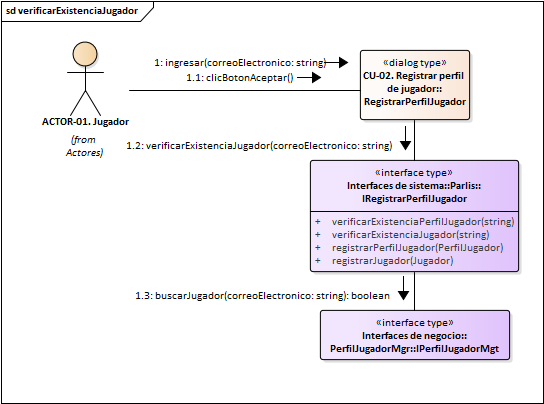 sd verificarExistenciaJugador
1: ingresar(correoElectronico: string)
1.1: clicBotonAceptar()
«dialog type»
CU-02. Registrar perfil
de jugador::
RegistrarPerfilJugador
ACTOR-01. Jugador
(from
Actores)
1.2: verificarExistenciaJugador(correoElectronico: string)
«interface type»
Interfaces de sistema::Parlis::
IRegistrarPerfilJugador
+ verificarExistenciaPerfilJugador(string)
+ verificarExistenciaJugador(string)
+ registrarPerfilJugador(PerfilJugador)
+ registrarJugador(Jugador)
1.3: buscarJugador(correoElectronico: string): boolean
«interface type»
Interfaces de negocio::
PerfilJugadorMgr::IPerfilJugadorMgt